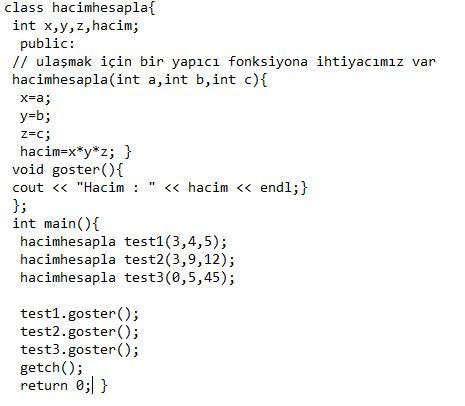 class hacimhesapla{
int x,y,z,hacim;
public:
// ulaşmak için bir yapıcı fonksiyona ihtiyacımız var
hacimhesapla(int a,int b,int c){
x=a;
y=b;
z=c;
hacim=x*y*z; }
void goster(){
cout << "Hacim : " << hacim << endl;}
};
int main(){
hacimhesapla test1(3,4,5);
hacimhesapla test2(3,9,12);
hacimhesapla test3(0,5,45);
test1.goster();
test2.goster();
test3.goster();
getch();
return 0; }